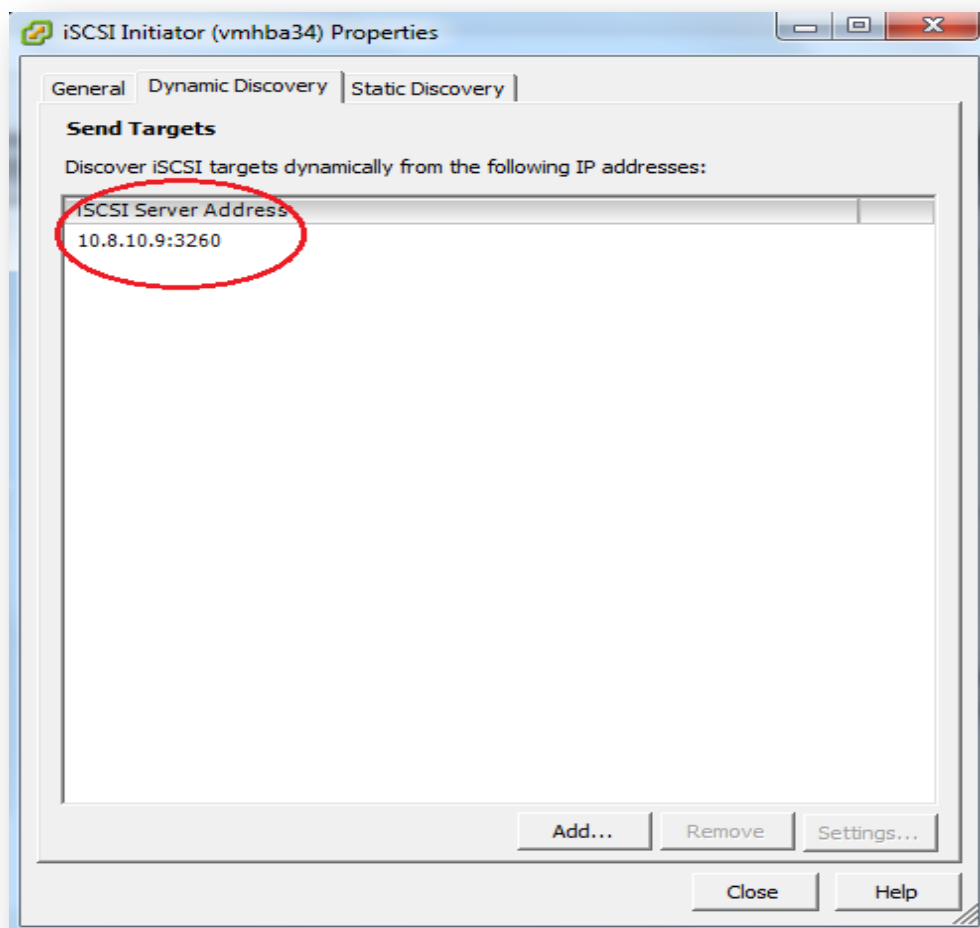 iSCSI Initiator (vmhba34) Properties
General Dynamic Discovery Static Discovery
Send Targets
Discover iSCSI targets dynamically from the following IP addresses:
iSCSI Server Address
10.8.10.9:3260
Add... Remove Settings...
Close Help